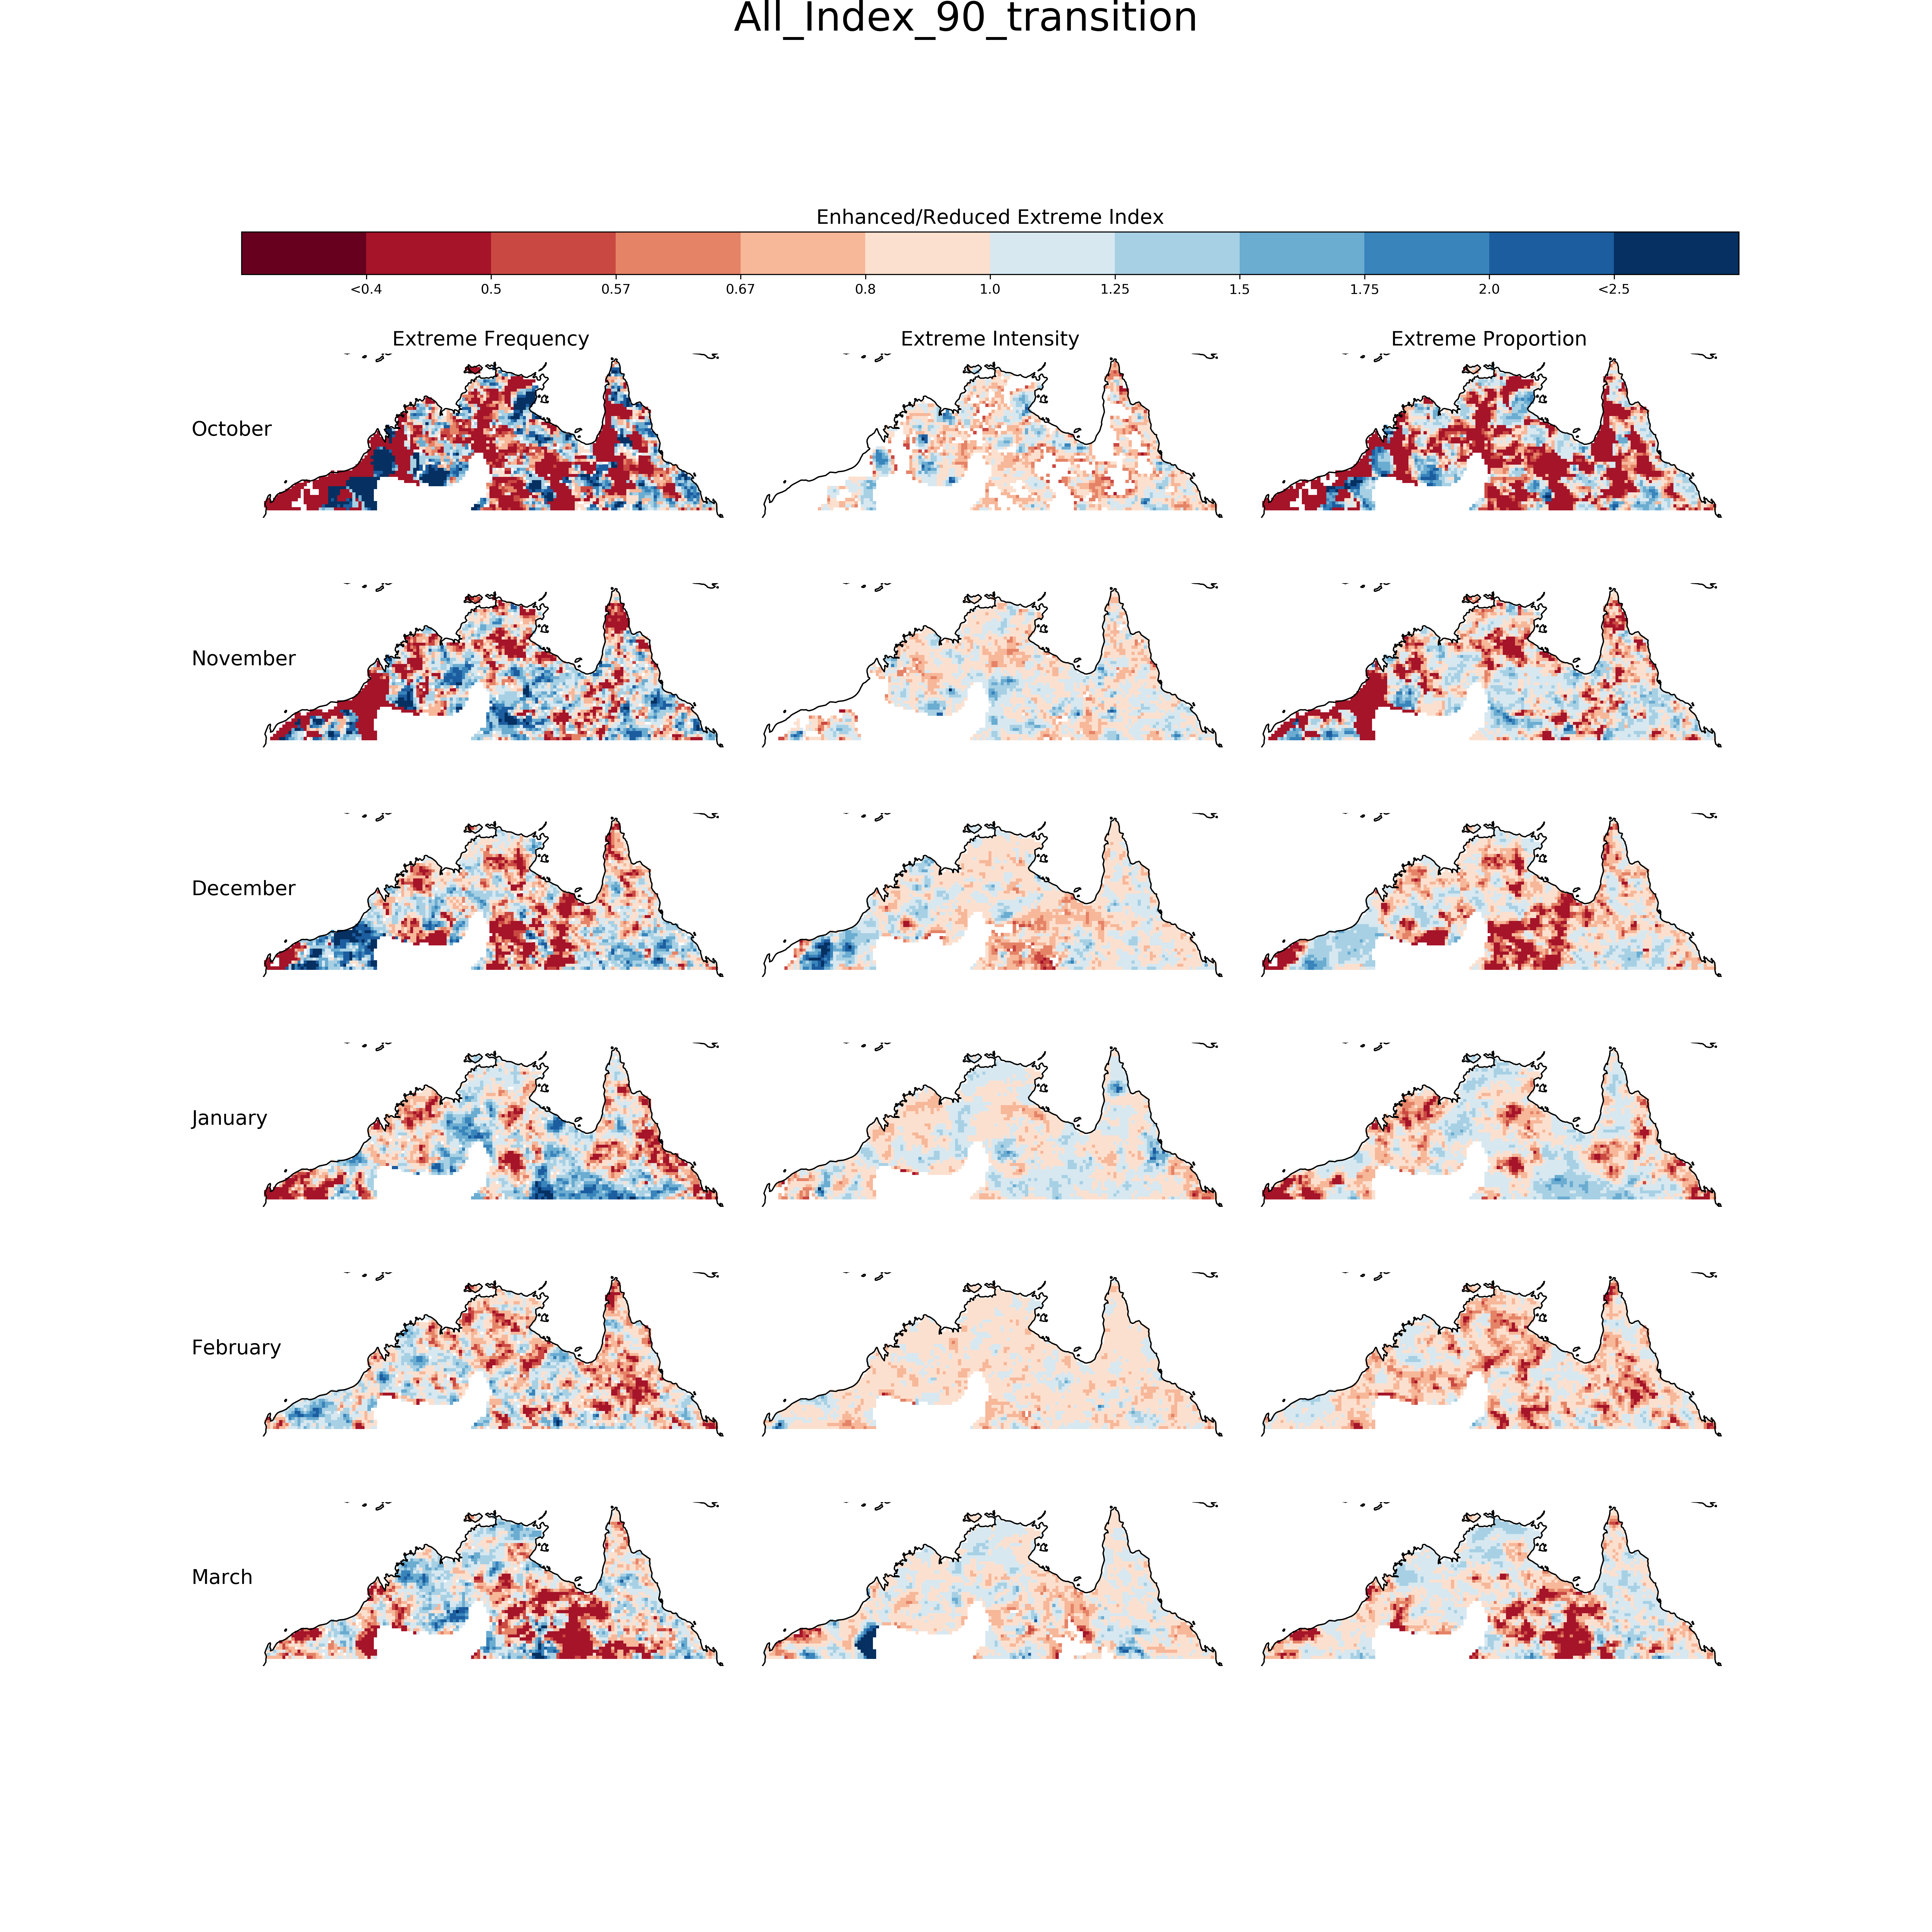 All_Index_90_transition
Enhanced/Reduced Extreme Index
<0.4 0.5 0.57 0.67 0.8 1.0 1.25 1.5 1.75 2.0 <2.5
Extreme Frequency Extreme Intensity Extreme Proportion
October
November
December
January
February
March